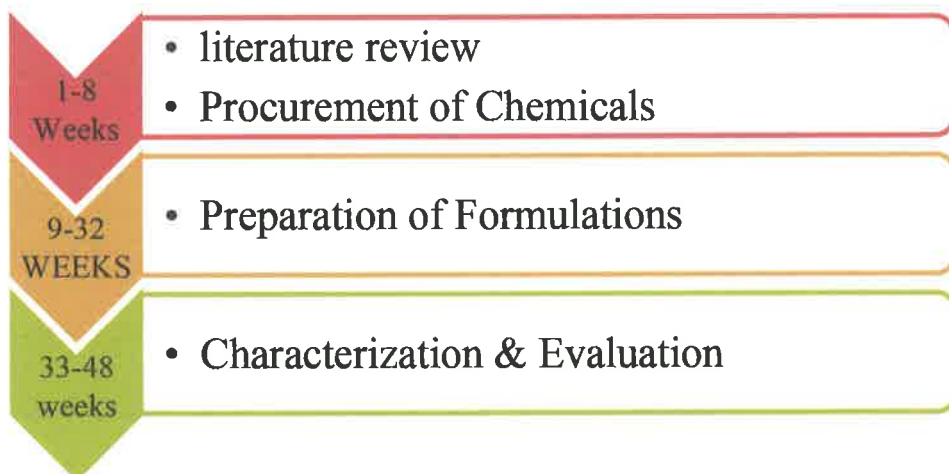 1-8
Weeks
• literature review
• Procurement of Chemicals
9-32
WEEKS
• Preparation of Formulations
33-48
weeks
• Characterization & Evaluation